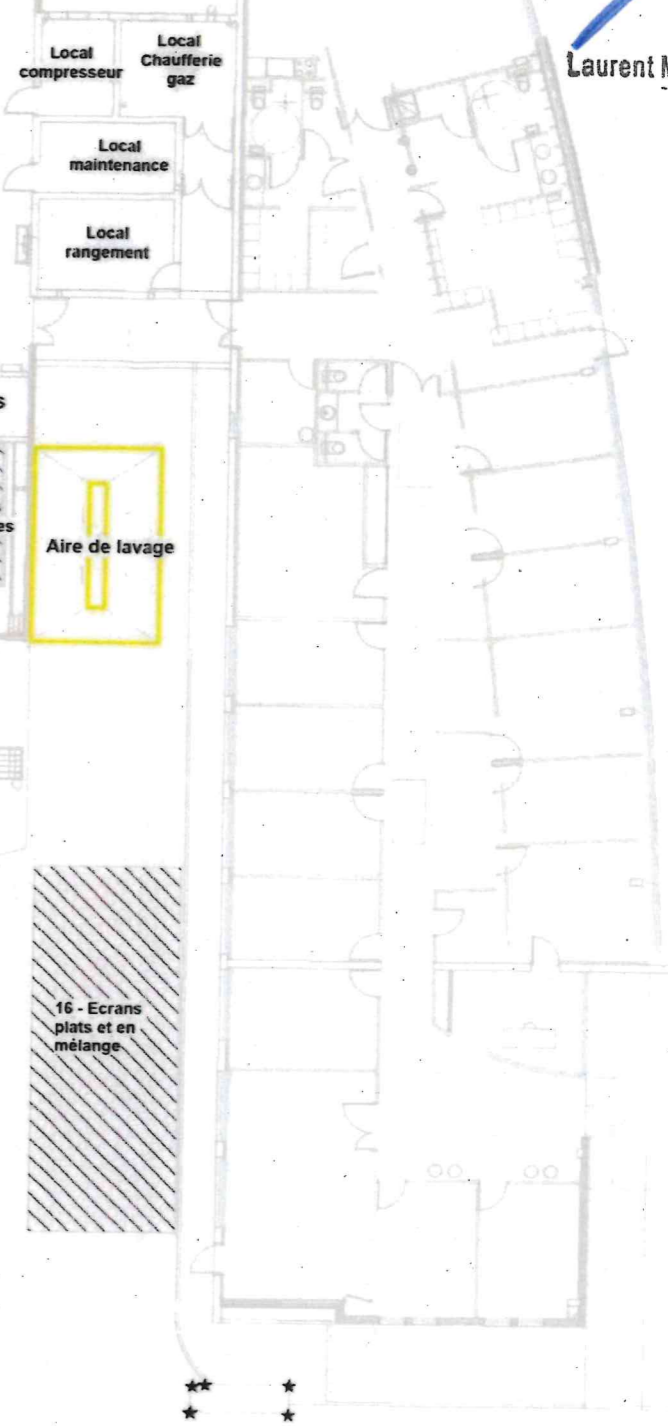 Local
compresseur
Local
Chaufferie
gaz
Laurent M
Local
maintenance
Local
rangement
s
es
Aire de lavage
16 - Ecrans
plats et en
mélange